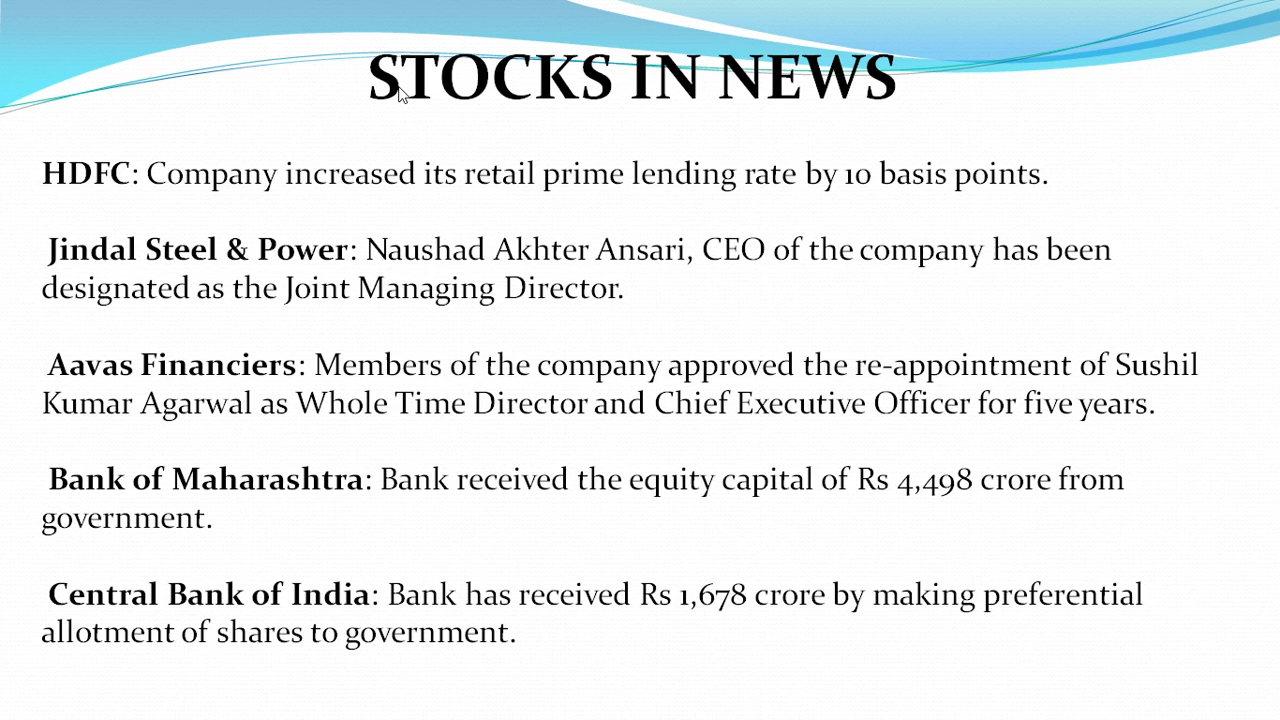 STOCKS IN NEWS
HDFC: Company increased its retail prime lending rate by 10 basis points.
Jindal Steel & Power: Naushad Akhter Ansari, CEO of the company has been
designated as the Joint Managing Director.
Aavas Financiers: Members of the company approved the re-appointment of Sushil
Kumar Agarwal as Whole Time Director and Chief Executive Officer for five years.
Bank of Maharashtra: Bank received the equity capital of Rs 4,498 crore from
government.
Central Bank of India: Bank has received Rs 1,678 crore by making preferential
allotment of shares to government.